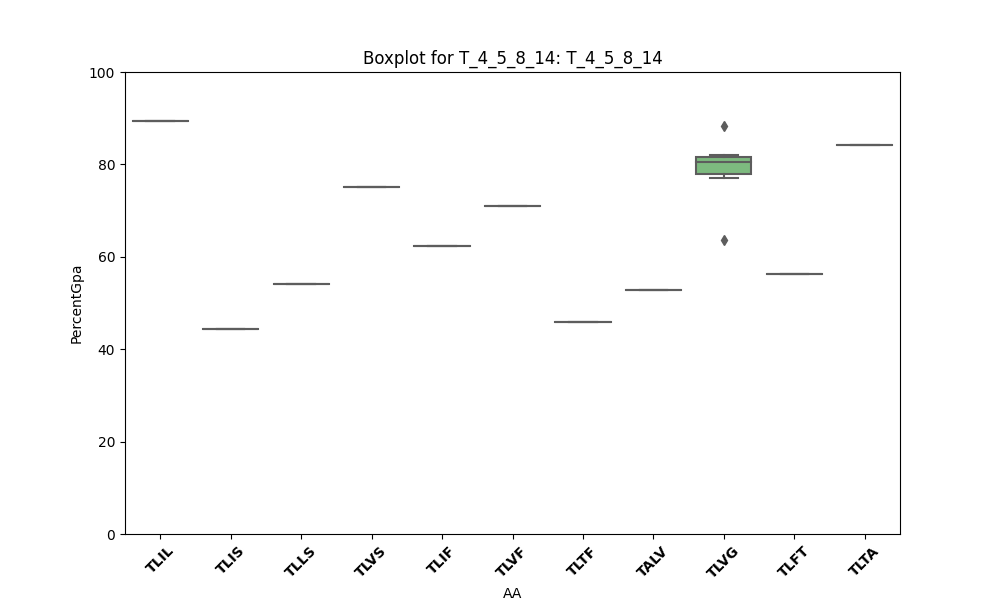 Boxplot for T_4_5_8_14: T_4_5_8_14
100
80
60
40
20
0
PercentGpa
TLIL
TLIS
TLLS
TLVS
TLIF
TLVF
TLTF
TALV
TLVG
TLFT
TLTA
AA